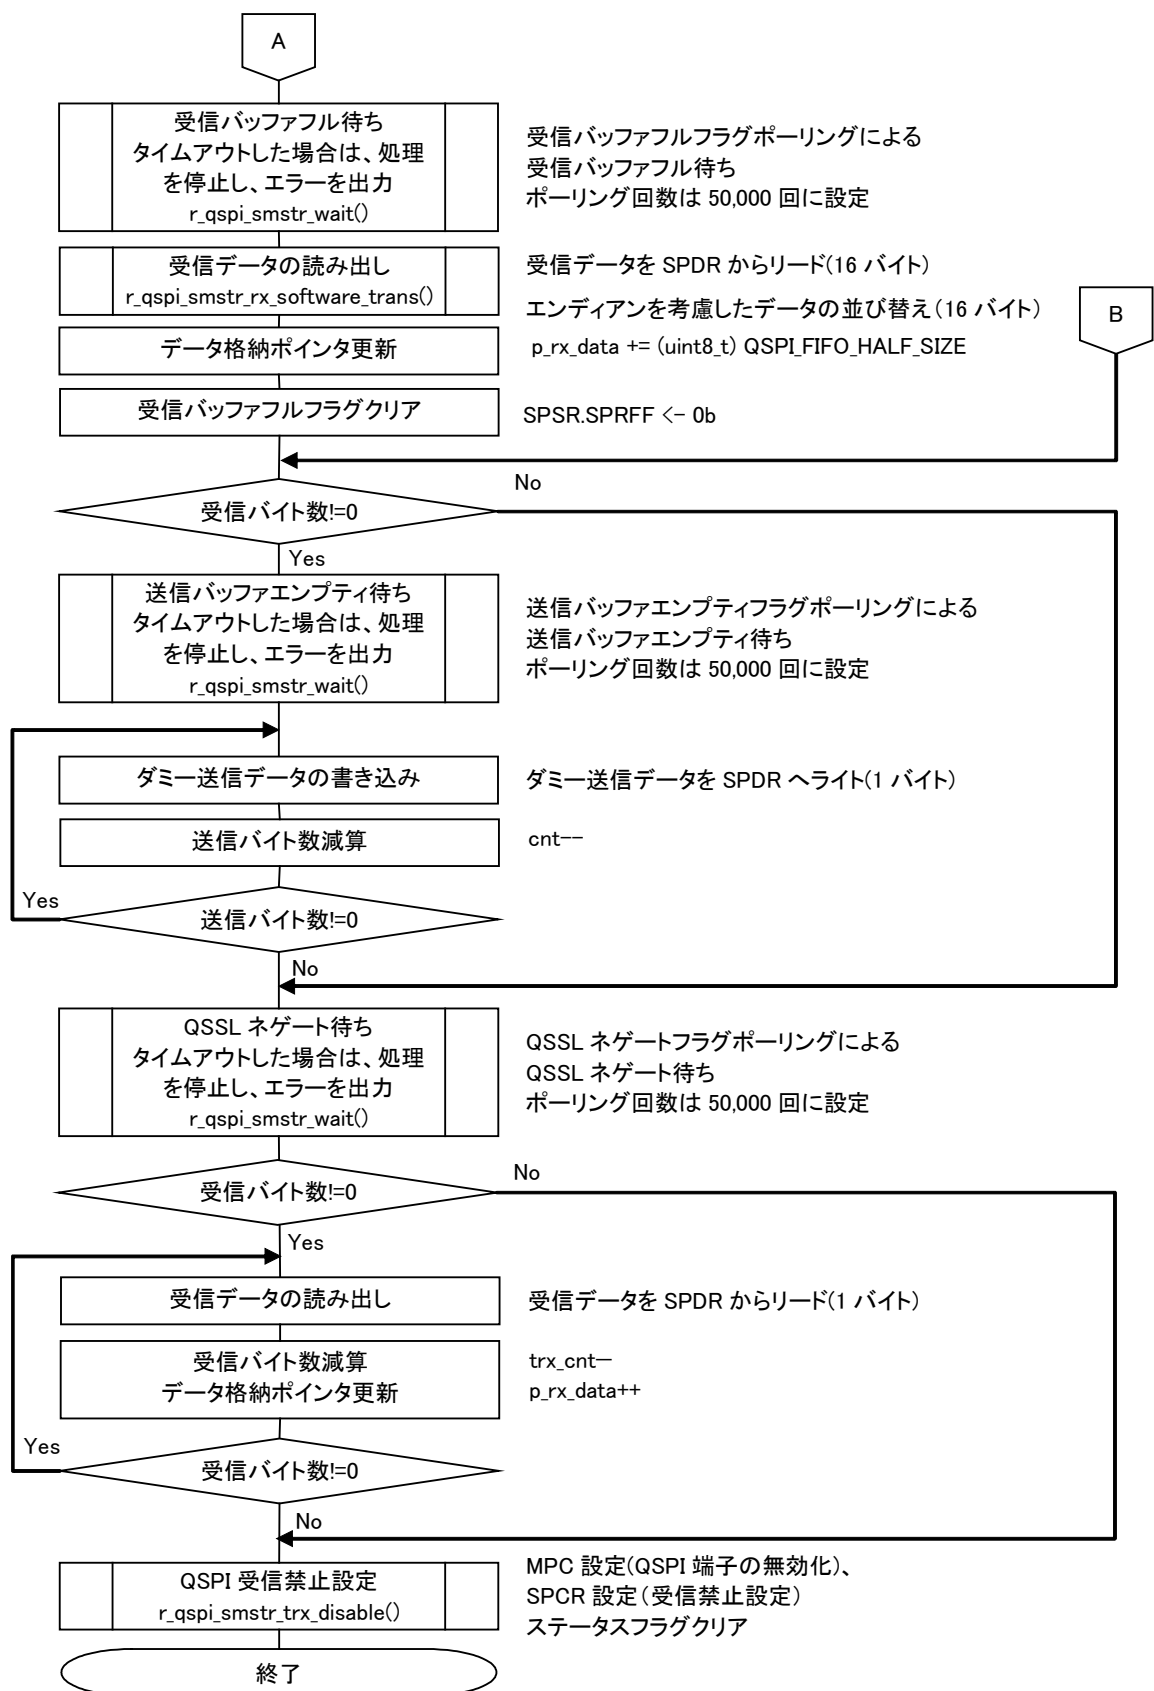 A
受信バッファフル待ち
タイムアウトした場合は、処理
を停止し、エラーを出力
r_qspi_smstr_wait()
受信バッファフルフラグポーリングによる
受信バッファフル待ち
ポーリング回数は 50,000 回に設定
受信データの読み出し
r_qspi_smstr_rx_software_trans()
受信データを SPDR からリード(16 バイト)
エンディアンを考慮したデータの並び替え(16 バイト)
B
データ格納ポインタ更新
p_rx_data += (uint8_t) QSPI_FIFO_HALF_SIZE
受信バッファフルフラグクリア
SPSR.SPRFF <- 0b
No
受信バイト数!=0
Yes
送信バッファエンプティ待ち
タイムアウトした場合は、処理
を停止し、エラーを出力
r_qspi_smstr_wait()
送信バッファエンプティフラグポーリングによる
送信バッファエンプティ待ち
ポーリング回数は 50,000 回に設定
ダミー送信データの書き込み
ダミー送信データを SPDR へライト(1 バイト)
送信バイト数減算
cnt--
Yes
送信バイト数!=0
No
QSSL ネゲート待ち
タイムアウトした場合は、処理
を停止し、エラーを出力
r_qspi_smstr_wait()
QSSL ネゲートフラグポーリングによる
QSSL ネゲート待ち
ポーリング回数は 50,000 回に設定
No
受信バイト数!=0
Yes
受信データの読み出し
受信データを SPDR からリード(1 バイト)
受信バイト数減算
データ格納ポインタ更新
trx_cnt—
p_rx_data++
Yes
受信バイト数!=0
No
QSPI 受信禁止設定
r_qspi_smstr_trx_disable()
MPC 設定(QSPI 端子の無効化)、
SPCR 設定(受信禁止設定)
ステータスフラグクリア
終了